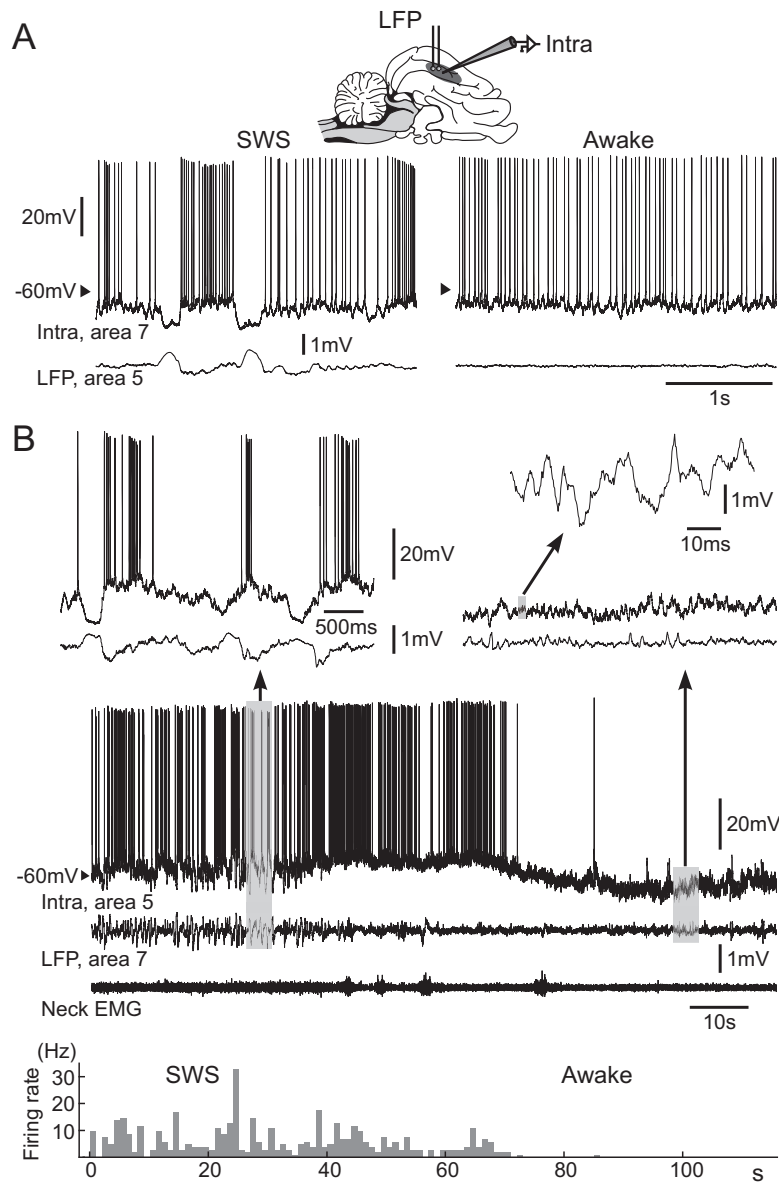 A
LFP
Intra
SWS
Awake
20mV
-60mV
Intra, area 7
1mV
LFP, area 5
1s
B
20mV
500ms
1mV
1mV
10ms
20mV
-60mV
Intra, area 5
LFP, area 7
1mV
Neck EMG
10s
(Hz)
Firing rate
SWS
Awake
30
20
10
0 20 40 60 80 100 s